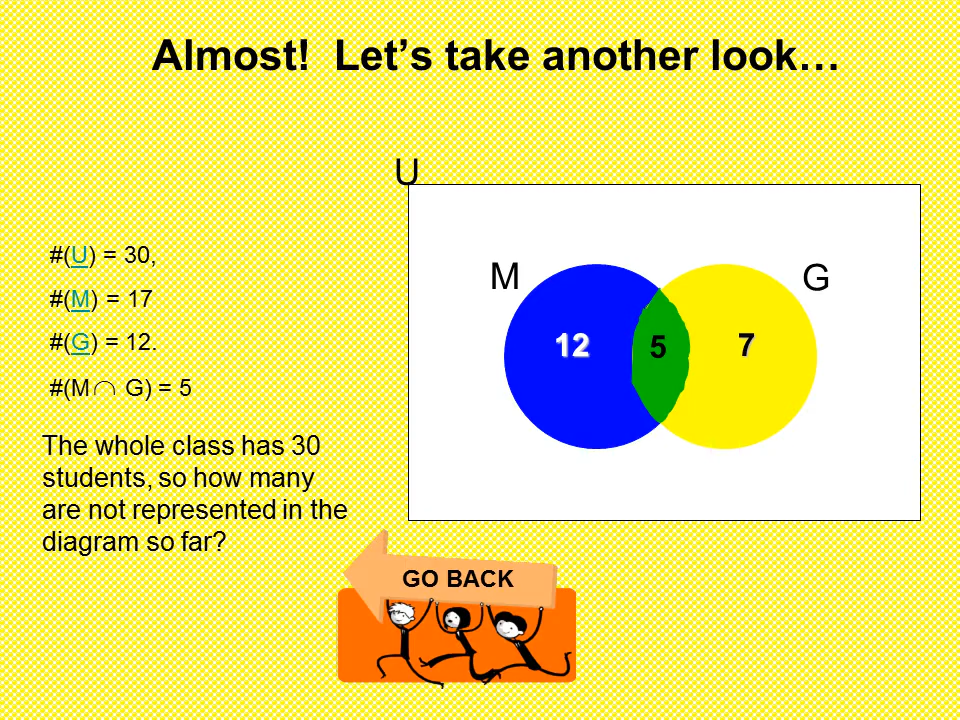 Almost!  Let’s take another look…
U
#(U) = 30,
#(M) = 17
#(G) = 12.
#(M ∩ G) = 5
M
G
12
5
7
The whole class has 30
students, so how many
are not represented in the
diagram so far?
GO BACK